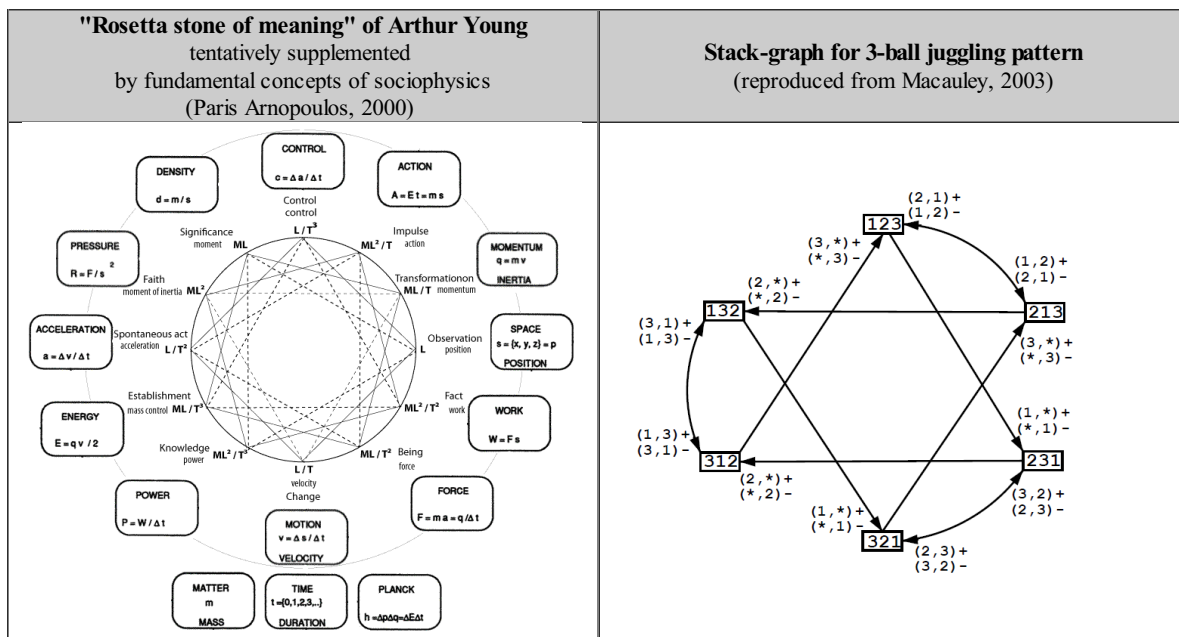 "Rosetta stone of meaning" of Arthur Young
tentatively supplemented
by fundamental concepts of sociophysics
(Paris Arnopoulos, 2000)
Stack-graph for 3-ball juggling pattern
(reproduced from Macauley, 2003)
CONTROL
c = Δa / Δt
DENSITY
d = m / s
ACTION
A = E t = m s
Control
control
L / T³
Significance
moment
ML
ML² / T
Impulse
action
PRESSURE
R = F / s ²
MOMENTUM
q = m v
INERTIA
Faith
moment of inertia
ML²
Transformationon
momentum
ML / T
ACCELERATION
a = Δv / Δt
Spontaneous act
acceleration
L / T²
L
Observation
position
SPACE
s = {x, y, z} = p
POSITION
Establishment
mass control
ML / T³
ML² / T²
Fact
work
ENERGY
E = q v / 2
WORK
W = F s
Knowledge
power
ML² / T³
ML / T²
Being
force
L / T
velocity
Change
POWER
P = W / Δt
FORCE
F = m a = q / Δt
MOTION
v = Δs / Δt
VELOCITY
MATTER
m
MASS
TIME
t ={0,1,2,3,..}
DURATION
PLANCK
h = ΔpΔq = ΔEΔt
(2,1)+
(1,2)-
123
(3,*)+
(*,3)-
(1,2)+
(2,1)-
(2,*)+
(*,2)-
132
213
(3,1)+
(1,3)-
(3,*)+
(*,3)-
(1,*)+
(*,1)-
(1,3)+
(3,1)-
312
231
(2,*)+
(*,2)-
(3,2)+
(2,3)-
(1,*)+
(*,1)-
321
(2,3)+
(3,2)-